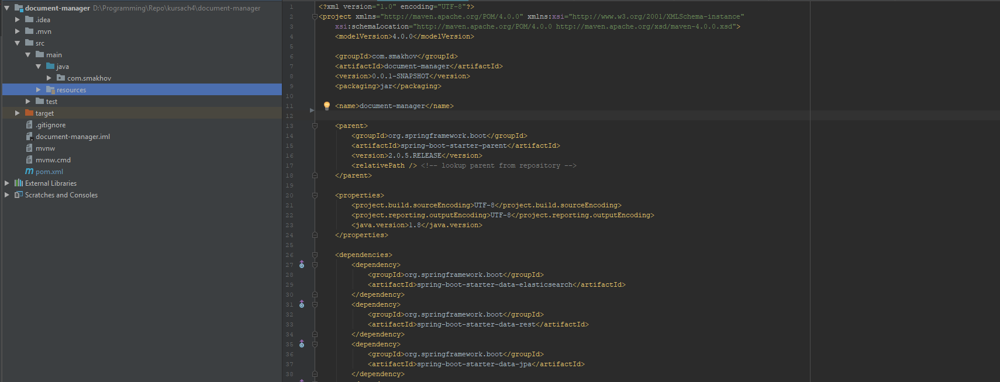 document-manager D:\Programming\Repo\kursach4\document-manager
.idea
.mvn
src
main
java
com.smakhov
resources
test
target
.gitignore
document-manager.iml
mvnw
mvnw.cmd
pom.xml
External Libraries
Scratches and Consoles
1 <?xml version="1.0" encoding="UTF-8"?>
2 <project xmlns="http://maven.apache.org/POM/4.0.0" xmlns:xsi="http://www.w3.org/2001/XMLSchema-instance"
3 xsi:schemaLocation="http://maven.apache.org/POM/4.0.0 http://maven.apache.org/xsd/maven-4.0.0.xsd">
4 <modelVersion>4.0.0</modelVersion>
5
6 <groupId>com.smakhov</groupId>
7 <artifactId>document-manager</artifactId>
8 <version>0.0.1-SNAPSHOT</version>
9 <packaging>jar</packaging>
10
11 <name>document-manager</name>
12
13 <parent>
14 <groupId>org.springframework.boot</groupId>
15 <artifactId>spring-boot-starter-parent</artifactId>
16 <version>2.0.5.RELEASE</version>
17 <relativePath /> <!-- lookup parent from repository -->
18 </parent>
19
20 <properties>
21 <project.build.sourceEncoding>UTF-8</project.build.sourceEncoding>
22 <project.reporting.outputEncoding>UTF-8</project.reporting.outputEncoding>
23 <java.version>1.8</java.version>
24 </properties>
25
26 <dependencies>
27 <dependency>
28 <groupId>org.springframework.boot</groupId>
29 <artifactId>spring-boot-starter-data-elasticsearch</artifactId>
30 </dependency>
31 <dependency>
32 <groupId>org.springframework.boot</groupId>
33 <artifactId>spring-boot-starter-data-rest</artifactId>
34 </dependency>
35 <dependency>
36 <groupId>org.springframework.boot</groupId>
37 <artifactId>spring-boot-starter-data-jpa</artifactId>
38 </dependency>